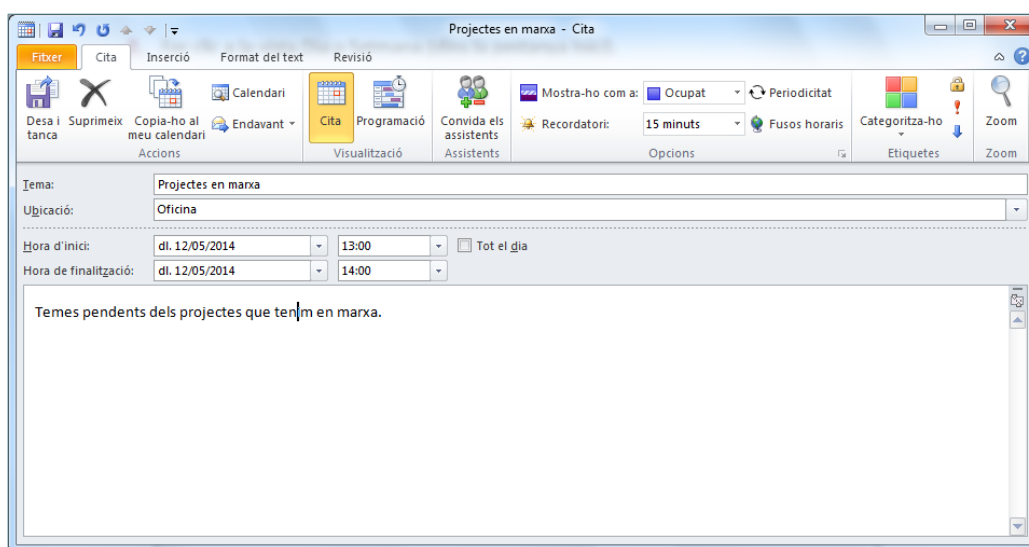 Projectes en marxa - Cita
Fitxer Cita Inserció Format del text Revisió
Desa i tanca Suprimeix Copia-ho al meu calendari Calendari Endavant Cita Programació Convida els assistents Mostra-ho com a: Ocupat Periodicitat Categoritza-ho Zoom
Recordatori: 15 minuts Fusos horaris
Accions Visualització Assistents Opcions Etiquetes Zoom
Tema: Projectes en marxa
Ubicació: Oficina
Hora d'inici: dl. 12/05/2014 13:00 Tot el dia
Hora de finalització: dl. 12/05/2014 14:00
Temes pendents dels projectes que tenim en marxa.